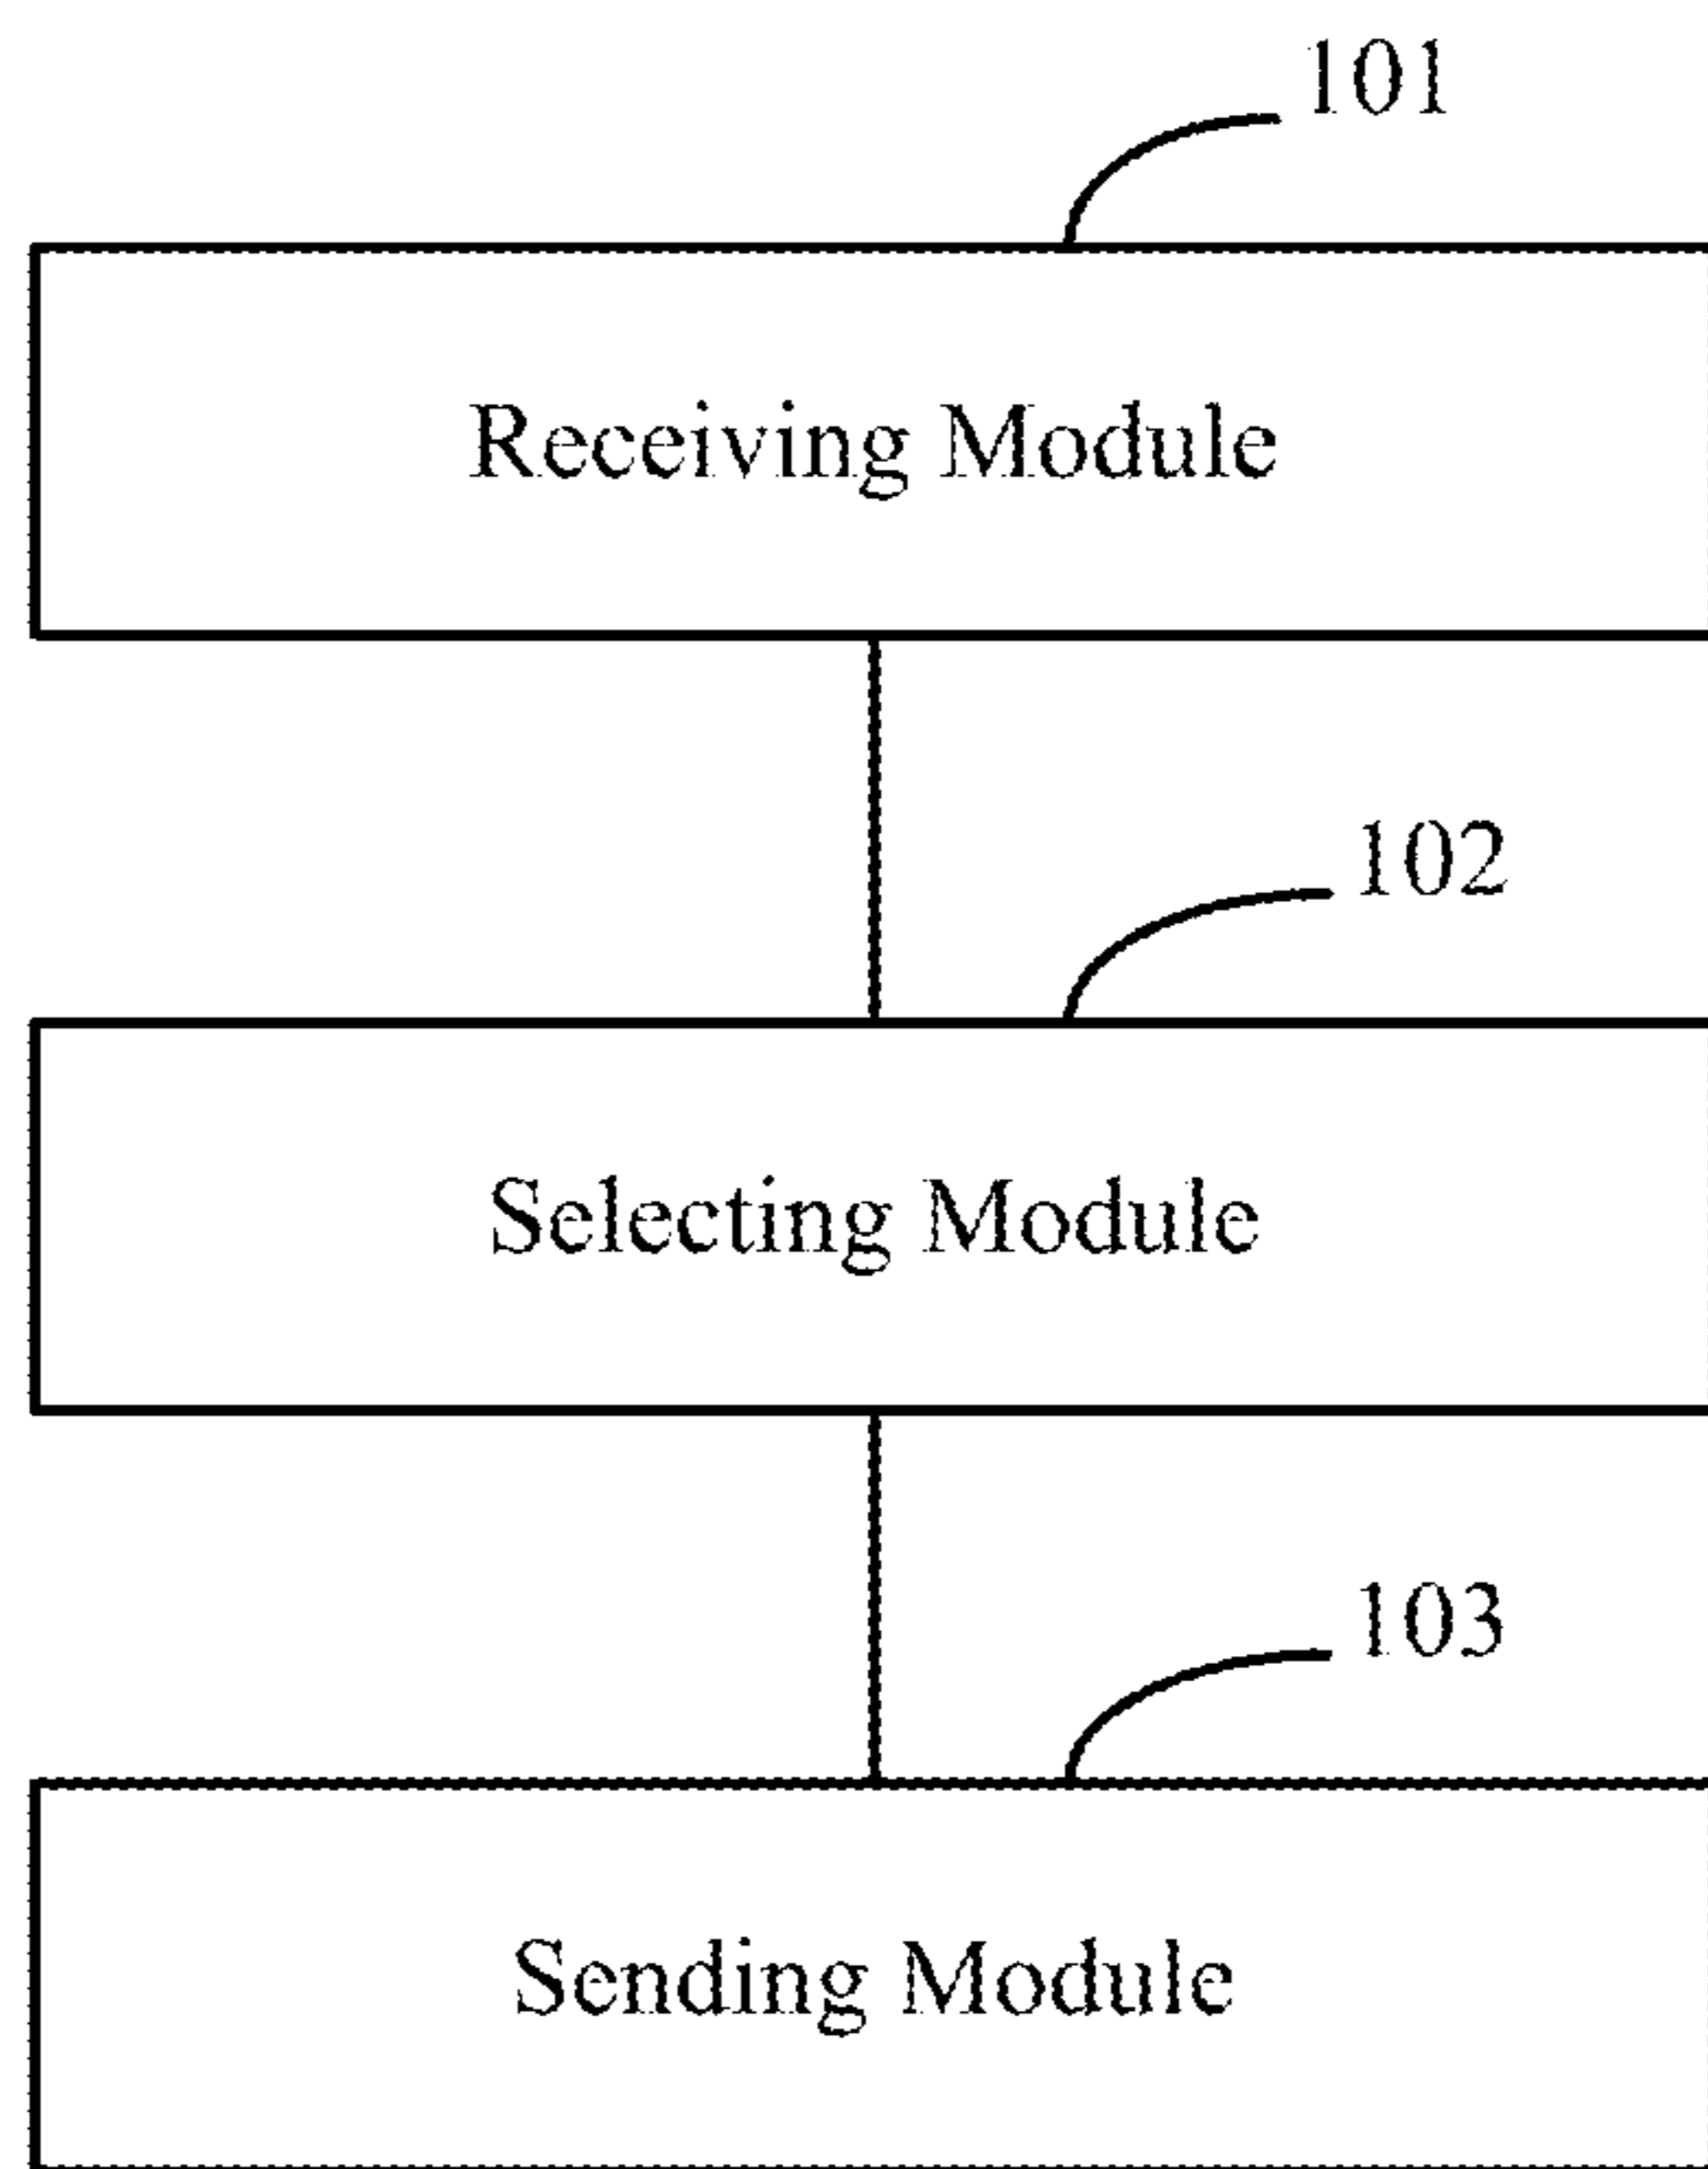 101
Receiving Module
102
Selecting Module
103
Sending Module